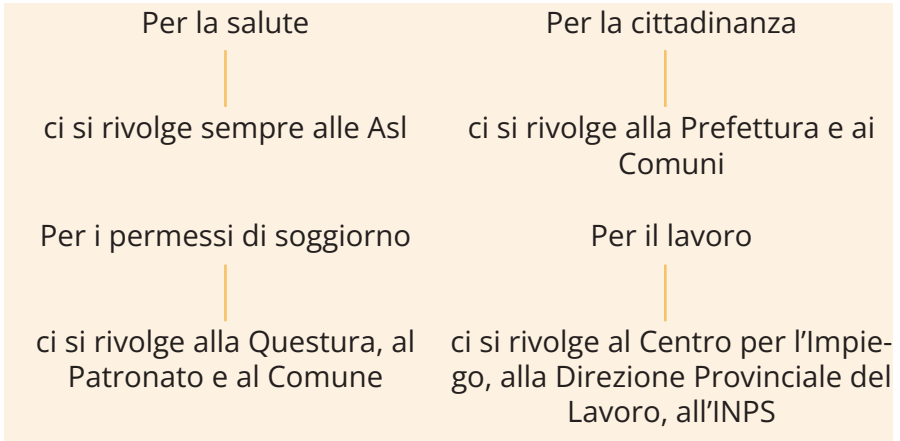 Per la salute
ci si rivolge sempre alle Asl
Per la cittadinanza
ci si rivolge alla Prefettura e ai
Comuni
Per i permessi di soggiorno
ci si rivolge alla Questura, al
Patronato e al Comune
Per il lavoro
ci si rivolge al Centro per l’Impie-
go, alla Direzione Provinciale del
Lavoro, all’INPS